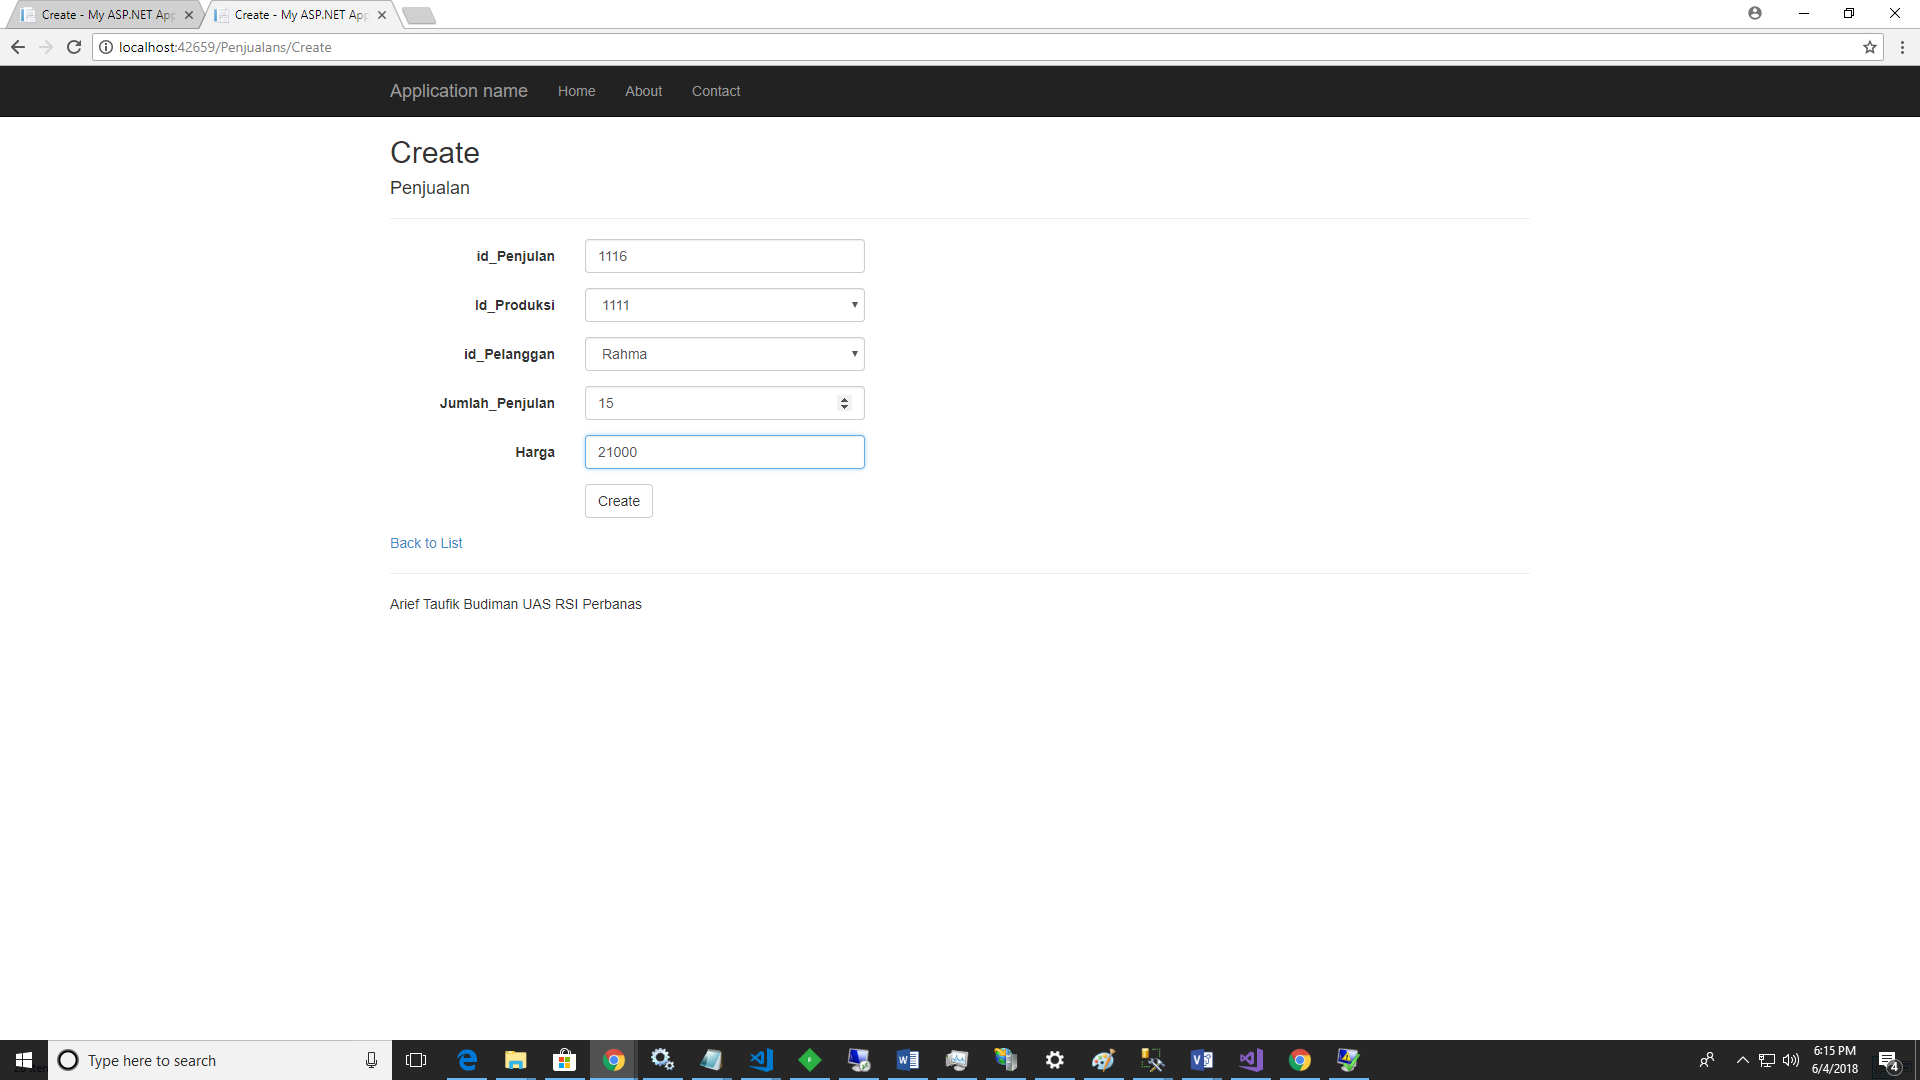 Create - My ASP.NET App
Create - My ASP.NET App
localhost:42659/Penjualans/Create
Application name
Home
About
Contact
Create
Penjualan
id_Penjulan
1116
Id_Produksi
1111
id_Pelanggan
Rahma
Jumlah_Penjulan
15
Harga
21000
Create
Back to List
Arief Taufik Budiman UAS RSI Perbanas
Type here to search
6:15 PM
6/4/2018
4